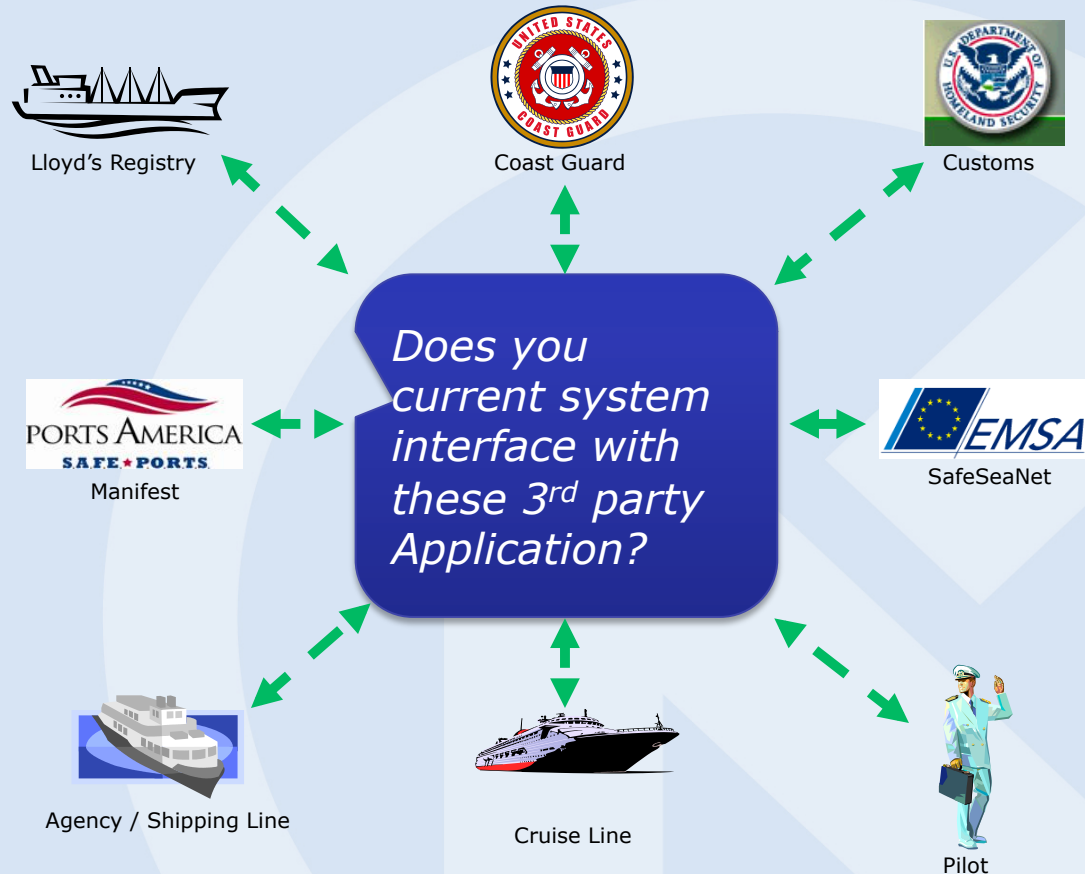 UNITED STATES
COAST GUARD
U.S. DEPARTMENT OF
HOMELAND SECURITY
Lloyd's Registry
Coast Guard
Customs
Does you
current system
interface with
these 3rd party
Application?
PORTS AMERICA
SAFE★PORTS
Manifest
EMSA
SafeSeaNet
Agency / Shipping Line
Cruise Line
Pilot